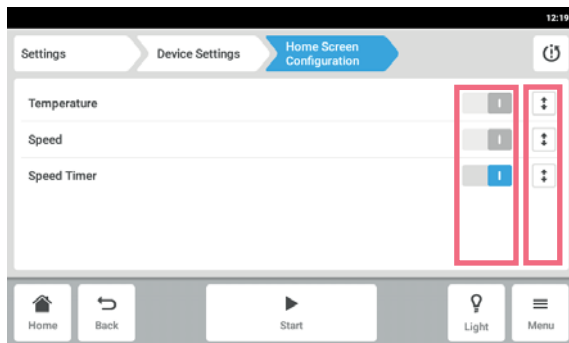 12:19
Settings
Device Settings
Home Screen
Configuration
Temperature
I
Speed
I
Speed Timer
I
Home
Back
Start
Light
Menu